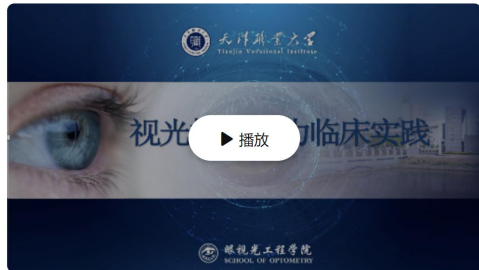 天津职业大学
Tianjin Vocational Institute
视光 临床实践
播放
眼视光工程学院
SCHOOL OF OPTOMETRY